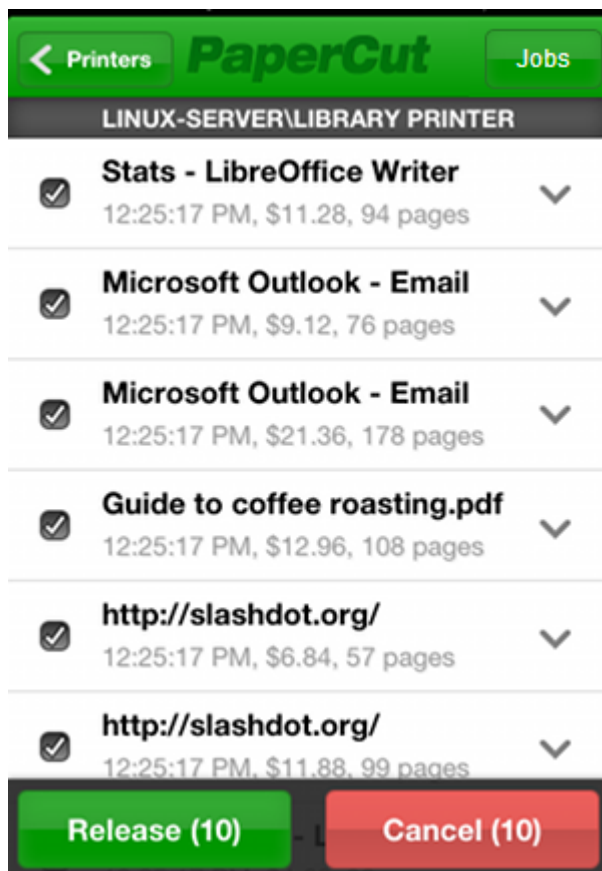 Printers PaperCut Jobs
LINUX-SERVER\LIBRARY PRINTER
Stats - LibreOffice Writer
12:25:17 PM, $11.28, 94 pages
Microsoft Outlook - Email
12:25:17 PM, $9.12, 76 pages
Microsoft Outlook - Email
12:25:17 PM, $21.36, 178 pages
Guide to coffee roasting.pdf
12:25:17 PM, $12.96, 108 pages
http://slashdot.org/
12:25:17 PM, $6.84, 57 pages
http://slashdot.org/
12:25:17 PM, $11.88, 99 pages
Release (10) Cancel (10)